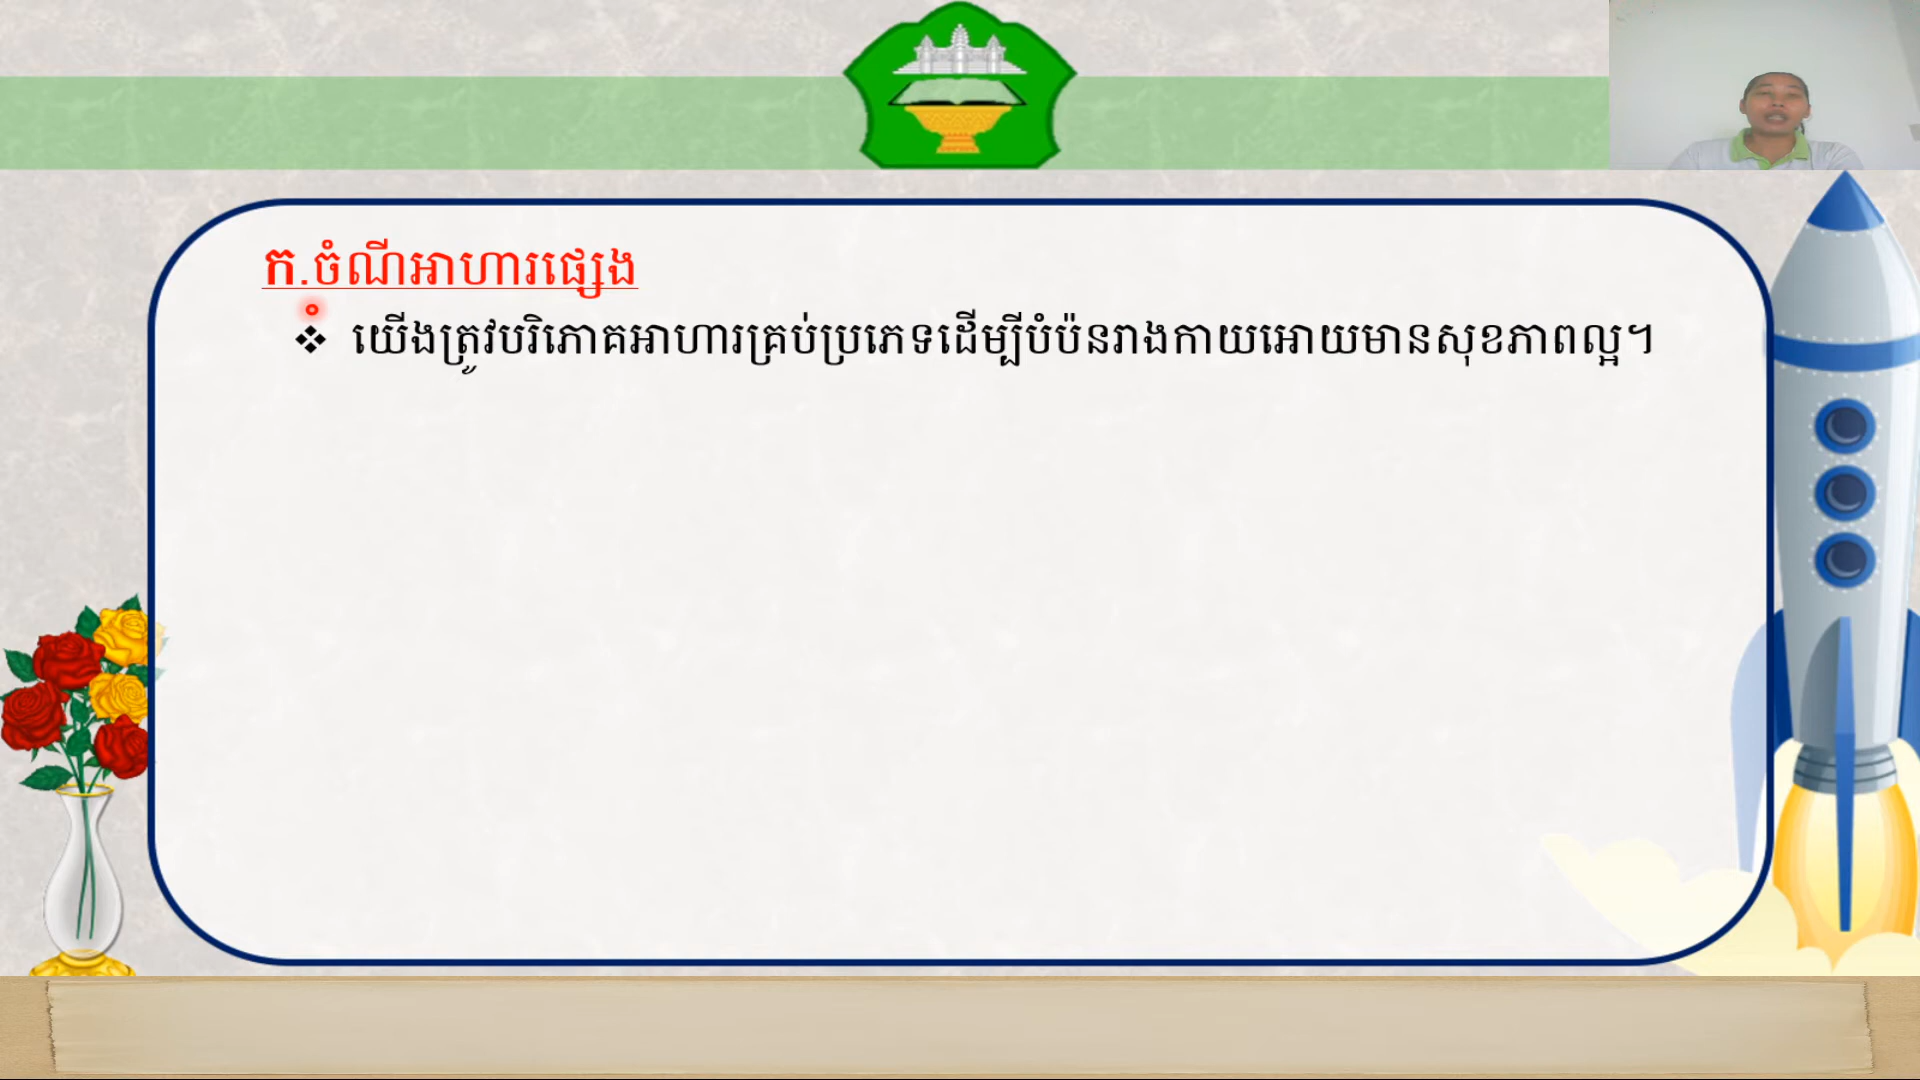 ក.ចំណីអាហារផ្សេង
❖ យើងត្រូវបរិភោគអាហារគ្រប់ប្រភេទដើម្បីបំប៉នរាងកាយអោយមានសុខភាពល្អ។